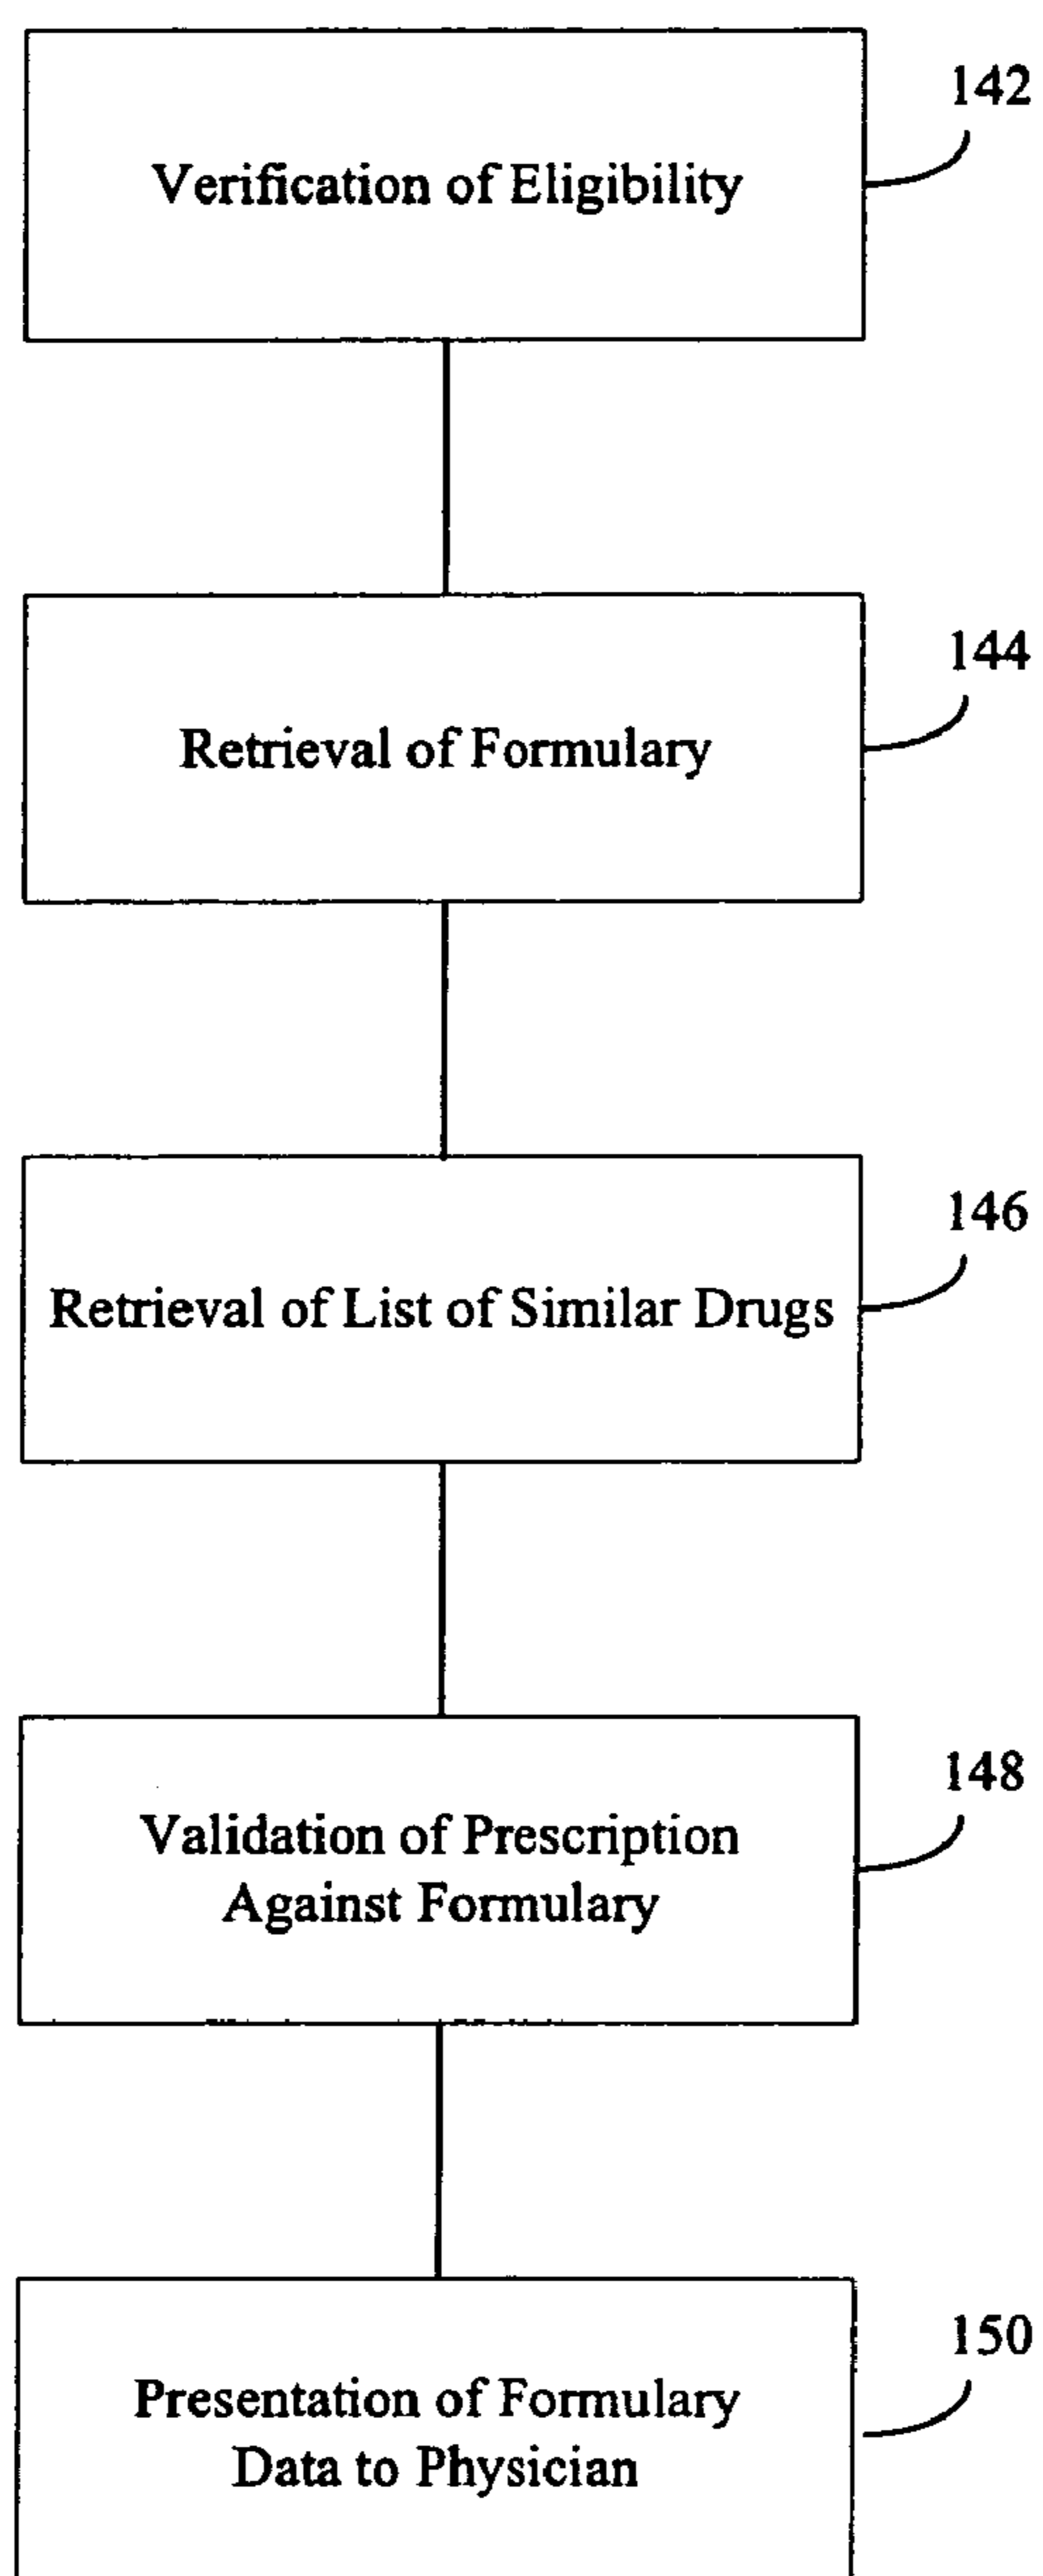 142
Verification of Eligibility
144
Retrieval of Formulary
146
Retrieval of List of Similar Drugs
148
Validation of Prescription
Against Formulary
150
Presentation of Formulary
Data to Physician